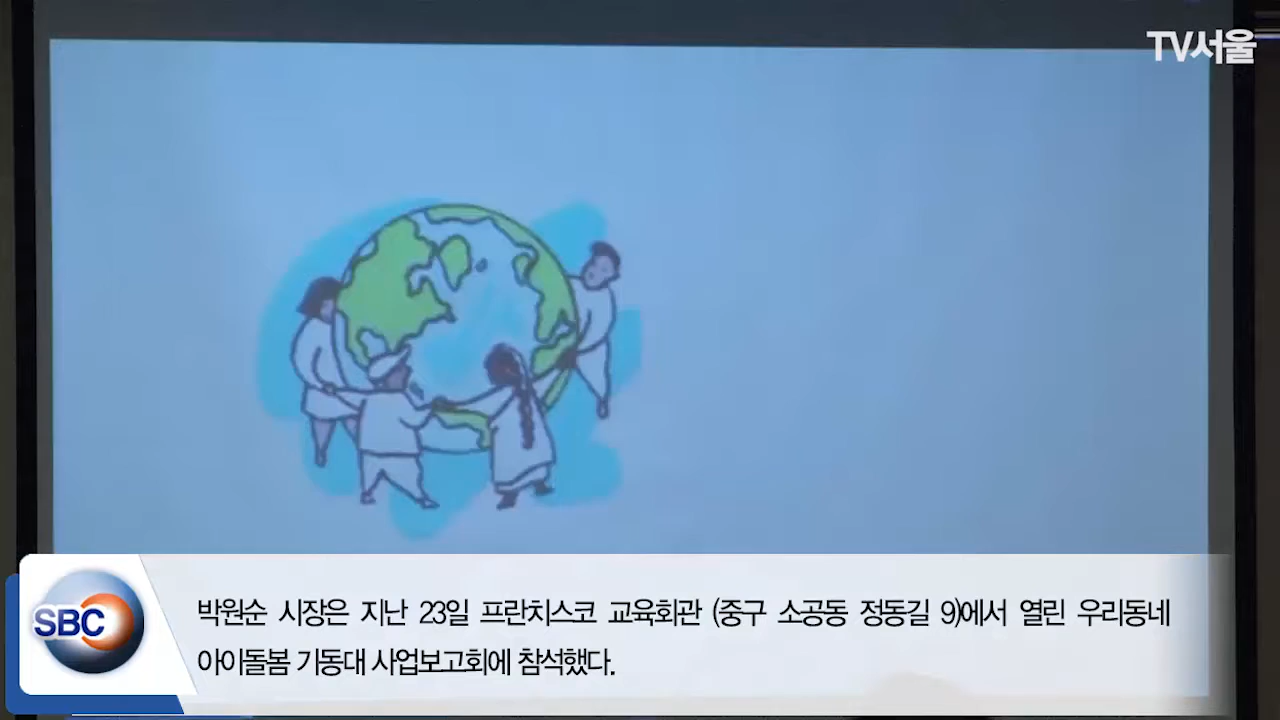 TV서울
SBC
박원순 시장은 지난 23일 프란치스코 교육회관 (중구 소공동 정동길 9)에서 열린 우리동네
아이돌봄 기동대 사업보고회에 참석했다.